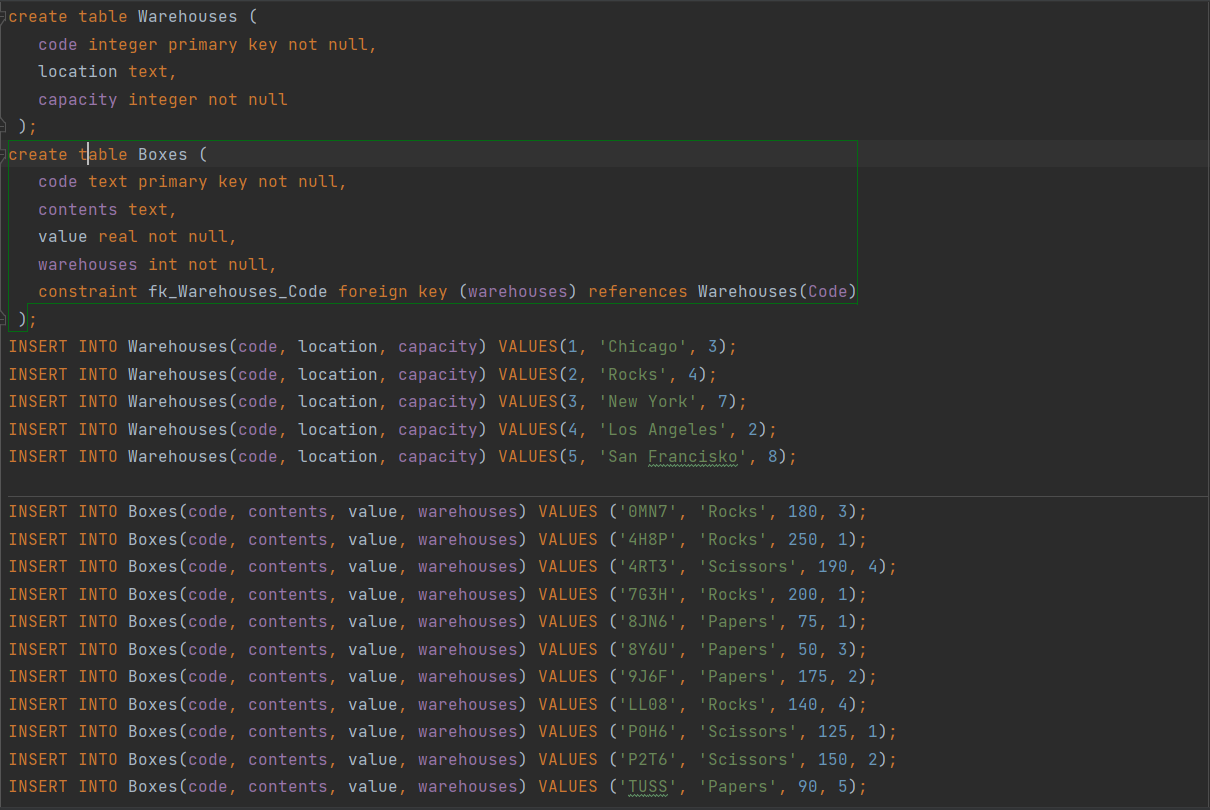 create table Warehouses (
code integer primary key not null,
location text,
capacity integer not null
);
create table Boxes (
code text primary key not null,
contents text,
value real not null,
warehouses int not null,
constraint fk_Warehouses_Code foreign key (warehouses) references Warehouses(Code)
);
INSERT INTO Warehouses(code, location, capacity) VALUES(1, 'Chicago', 3);
INSERT INTO Warehouses(code, location, capacity) VALUES(2, 'Rocks', 4);
INSERT INTO Warehouses(code, location, capacity) VALUES(3, 'New York', 7);
INSERT INTO Warehouses(code, location, capacity) VALUES(4, 'Los Angeles', 2);
INSERT INTO Warehouses(code, location, capacity) VALUES(5, 'San Francisko', 8);
INSERT INTO Boxes(code, contents, value, warehouses) VALUES ('0MN7', 'Rocks', 180, 3);
INSERT INTO Boxes(code, contents, value, warehouses) VALUES ('4H8P', 'Rocks', 250, 1);
INSERT INTO Boxes(code, contents, value, warehouses) VALUES ('4RT3', 'Scissors', 190, 4);
INSERT INTO Boxes(code, contents, value, warehouses) VALUES ('7G3H', 'Rocks', 200, 1);
INSERT INTO Boxes(code, contents, value, warehouses) VALUES ('8JN6', 'Papers', 75, 1);
INSERT INTO Boxes(code, contents, value, warehouses) VALUES ('8Y6U', 'Papers', 50, 3);
INSERT INTO Boxes(code, contents, value, warehouses) VALUES ('9J6F', 'Papers', 175, 2);
INSERT INTO Boxes(code, contents, value, warehouses) VALUES ('LL08', 'Rocks', 140, 4);
INSERT INTO Boxes(code, contents, value, warehouses) VALUES ('P0H6', 'Scissors', 125, 1);
INSERT INTO Boxes(code, contents, value, warehouses) VALUES ('P2T6', 'Scissors', 150, 2);
INSERT INTO Boxes(code, contents, value, warehouses) VALUES ('TUSS', 'Papers', 90, 5);